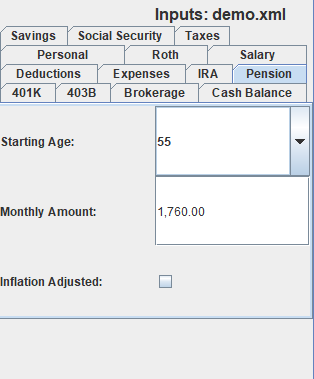 Inputs: demo.xml
Savings Social Security Taxes
Personal Roth Salary
Deductions Expenses IRA Pension
401K 403B Brokerage Cash Balance
Starting Age: 55
Monthly Amount: 1,760.00
Inflation Adjusted: